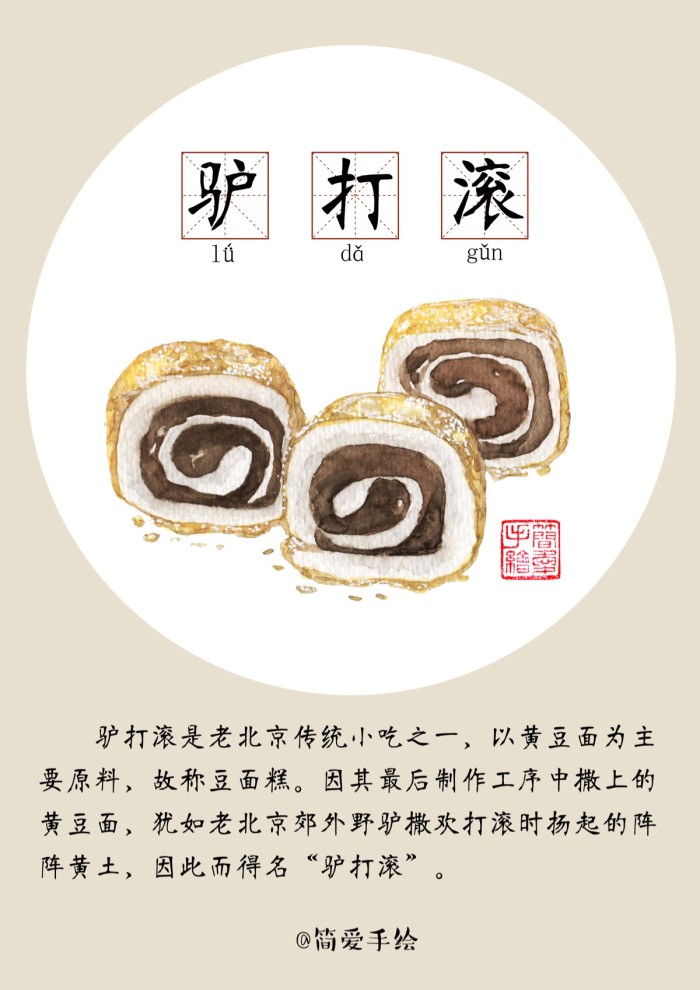 驴 打 滚
lǘ dǎ gǔn
简爱
手绘
驴打滚是老北京传统小吃之一，以黄豆面为主
要原料，故称豆面糕。因其最后制作工序中撒上的
黄豆面，犹如老北京郊外野驴撒欢打滚时扬起的阵
阵黄土，因此而得名“驴打滚”。
@简爱手绘